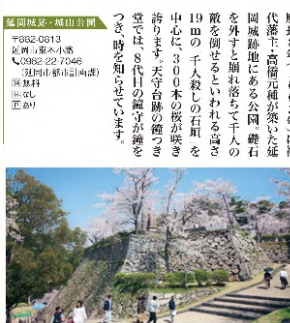 延岡城跡・城山公園
〒882-0813
延岡市東本小路
☎0982-22-7046
(延岡市都市計画課)
無料
なし
Pあり
代藩主・高橋元種が築いた延
岡城跡地にある公園。礎石
を外すと崩れ落ちて千人の
敵を倒せるといわれる高さ
19mの「千人殺しの石垣」を
中心に、300本の桜が咲き
誇ります。天守台跡の鐘つき
堂では、8代目の鐘守が鐘を
つき、時を知らせています。